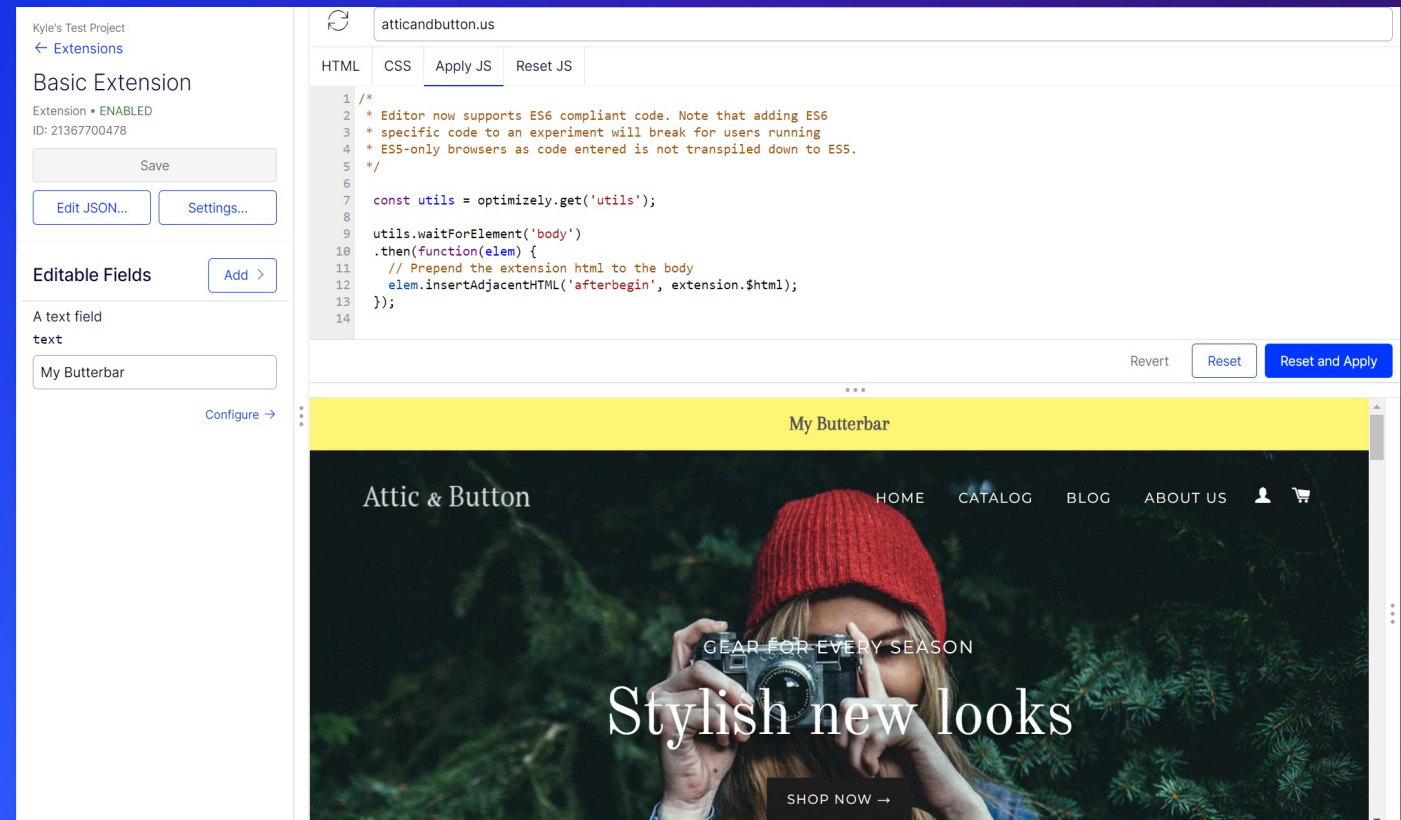 Kyle's Test Project
← Extensions
Basic Extension
Extension • ENABLED
ID: 21367700478
Save
Edit JSON...
Settings...
Editable Fields
Add >
A text field
text
My Butterbar
Configure →
atticandbutton.us
HTML CSS Apply JS Reset JS
1 /*
2 * Editor now supports ES6 compliant code. Note that adding ES6
3 * specific code to an experiment will break for users running
4 * ES5-only browsers as code entered is not transpiled down to ES5.
5 */
6
7 const utils = optimizely.get('utils');
8
9 utils.waitForElement('body')
10 .then(function(elem) {
11 // Prepend the extension html to the body
12 elem.insertAdjacentHTML('afterbegin', extension.$html);
13 });
14
Revert Reset Reset and Apply
My Butterbar
Attic & Button
HOME CATALOG BLOG ABOUT US
GEAR FOR EVERY SEASON
Stylish new looks
SHOP NOW →